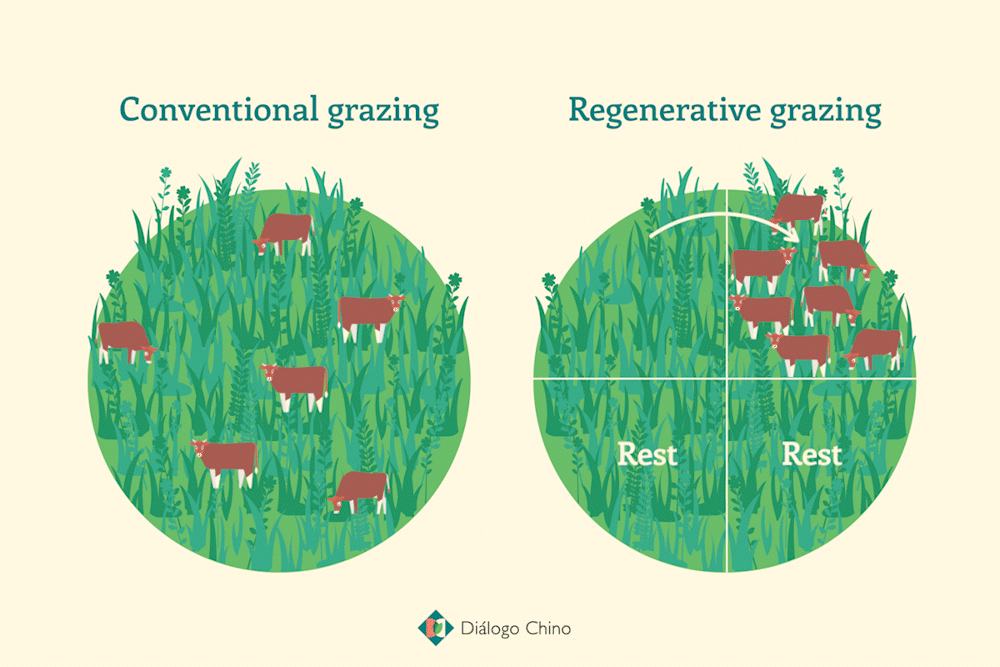 Conventional grazing
Regenerative grazing
Rest
Rest
Diálogo Chino